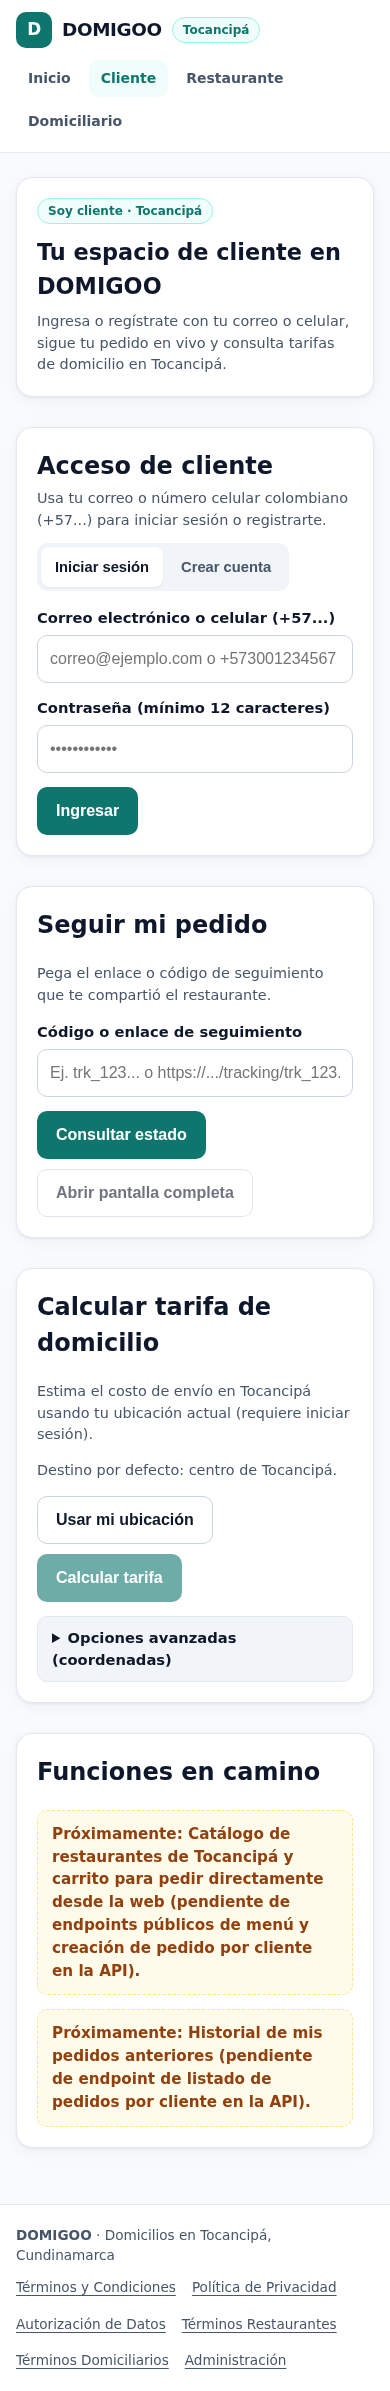 D DOMIGOO Tocancipá
Inicio Cliente Restaurante
Domiciliario
Soy cliente · Tocancipá
Tu espacio de cliente en
DOMIGOO
Ingresa o regístrate con tu correo o celular,
sigue tu pedido en vivo y consulta tarifas
de domicilio en Tocancipá.
Acceso de cliente
Usa tu correo o número celular colombiano
(+57...) para iniciar sesión o registrarte.
Iniciar sesión Crear cuenta
Correo electrónico o celular (+57...)
correo@ejemplo.com o +573001234567
Contraseña (mínimo 12 caracteres)
••••••••••••
Ingresar
Seguir mi pedido
Pega el enlace o código de seguimiento
que te compartió el restaurante.
Código o enlace de seguimiento
Ej. trk_123... o https://.../tracking/trk_123.
Consultar estado
Abrir pantalla completa
Calcular tarifa de
domicilio
Estima el costo de envío en Tocancipá
usando tu ubicación actual (requiere iniciar
sesión).
Destino por defecto: centro de Tocancipá.
Usar mi ubicación
Calcular tarifa
▶ Opciones avanzadas
(coordenadas)
Funciones en camino
Próximamente: Catálogo de
restaurantes de Tocancipá y
carrito para pedir directamente
desde la web (pendiente de
endpoints públicos de menú y
creación de pedido por cliente
en la API).
Próximamente: Historial de mis
pedidos anteriores (pendiente
de endpoint de listado de
pedidos por cliente en la API).
DOMIGOO · Domicilios en Tocancipá,
Cundinamarca
Términos y Condiciones Política de Privacidad
Autorización de Datos Términos Restaurantes
Términos Domiciliarios Administración